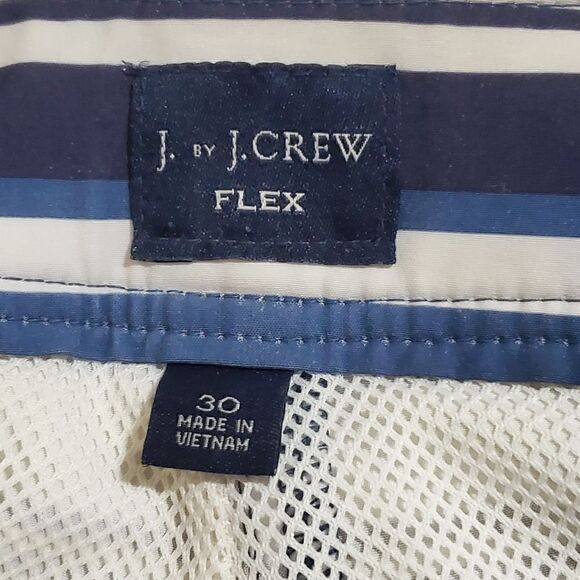 J. BY J.CREW
FLEX
30
MADE IN
VIETNAM